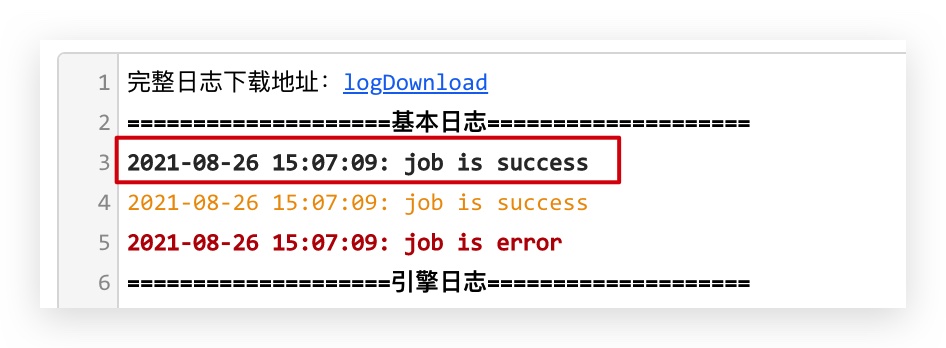 1 完整日志下载地址：logDownload
2 ====================基本日志====================
3 2021-08-26 15:07:09: job is success
4 2021-08-26 15:07:09: job is success
5 2021-08-26 15:07:09: job is error
6 ====================引擎日志====================